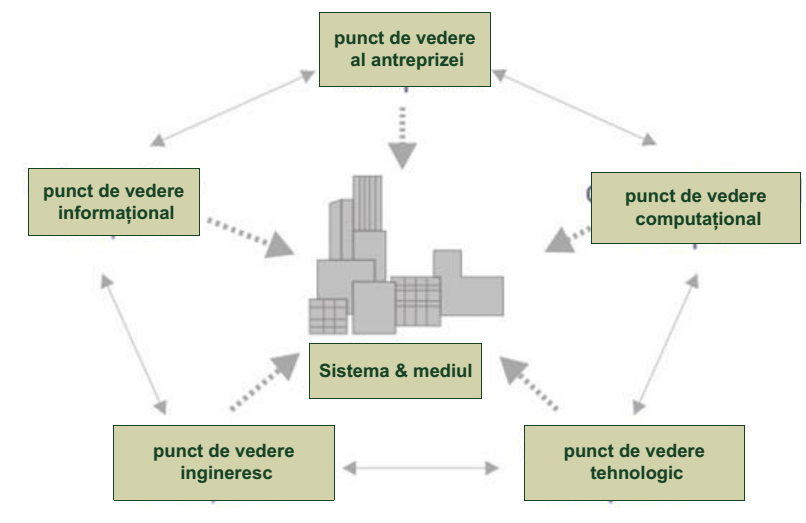 punct de vedere
al antreprizei
punct de vedere
informațional
punct de vedere
computațional
Sistema & mediul
punct de vedere
ingineresc
punct de vedere
tehnologic